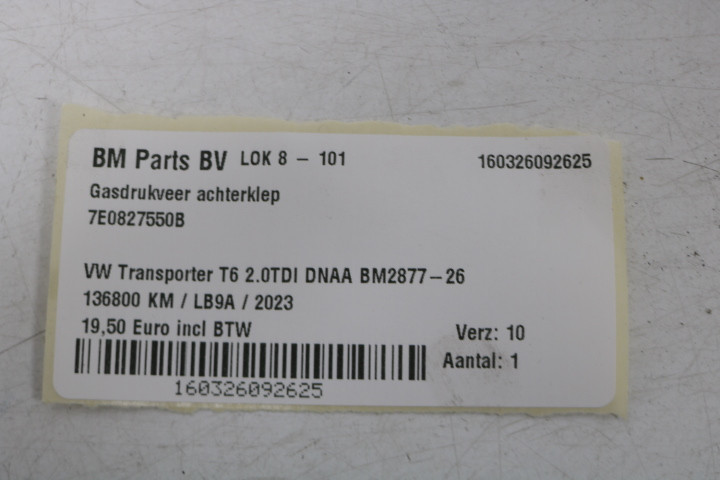 BM Parts BV LOK 8 - 101 160326092625
Gasdrukveer achterklep
7E0827550B
VW Transporter T6 2.0TDI DNAA BM2877-26
136800 KM / LB9A / 2023
19,50 Euro incl BTW Verz: 10
Aantal: 1
160326092625